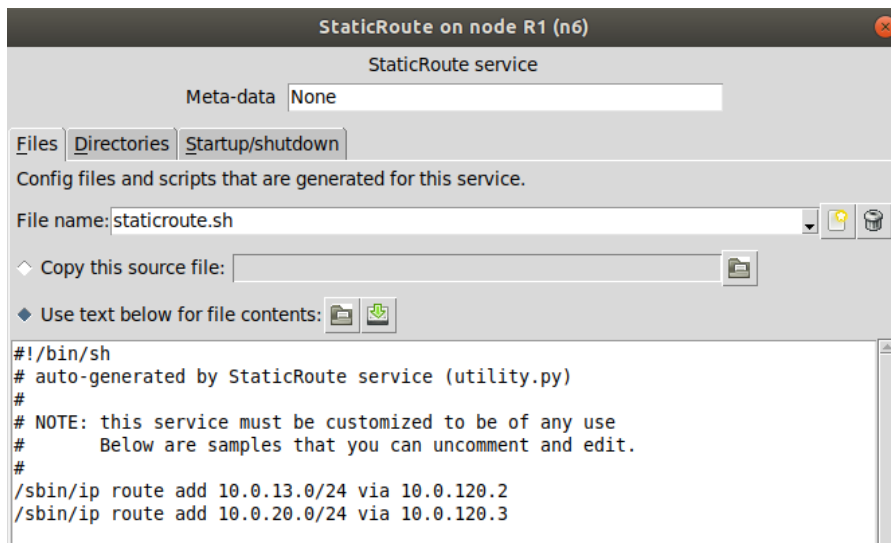 StaticRoute on node R1 (n6)
StaticRoute service
Meta-data None
Files Directories Startup/shutdown
Config files and scripts that are generated for this service.
File name: staticroute.sh
Copy this source file:
Use text below for file contents:
#!/bin/sh
# auto-generated by StaticRoute service (utility.py)
#
# NOTE: this service must be customized to be of any use
#       Below are samples that you can uncomment and edit.
#
/sbin/ip route add 10.0.13.0/24 via 10.0.120.2
/sbin/ip route add 10.0.20.0/24 via 10.0.120.3